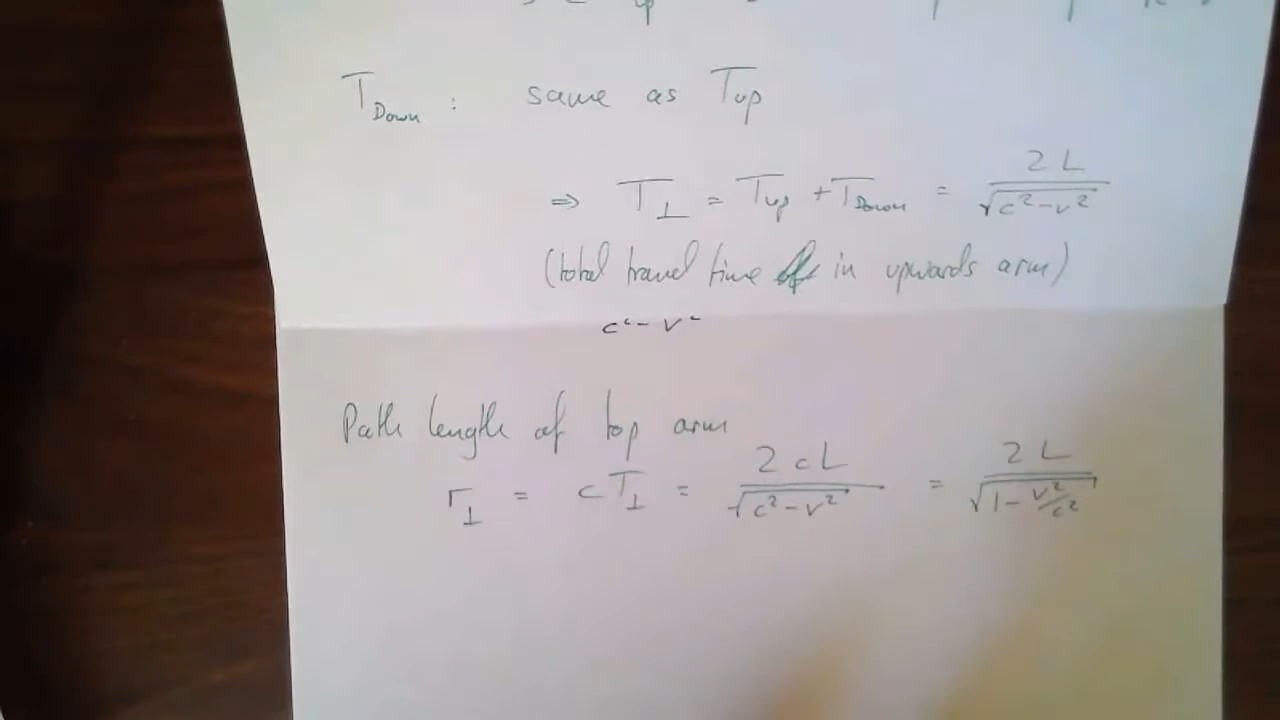 T_Down : same as T_up
⇒ T_⊥ = T_up + T_Down = 2L / √(c²-v²)
(total travel time in upwards arm)
c²-v²
Path length of top arm
r_⊥ = cT_⊥ = 2cL / √(c²-v²) = 2L / √(1-v²/c²)